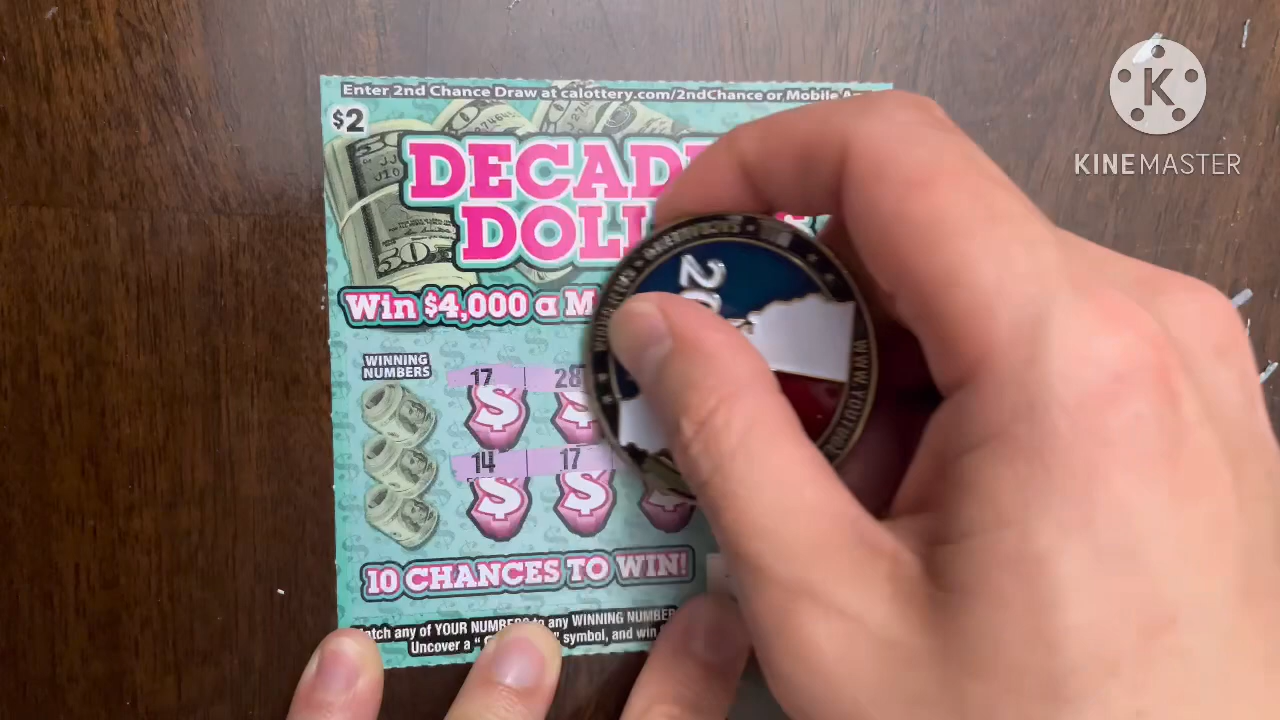 Enter 2nd Chance Draw at calottery.com/2ndChance or Mobile
$2
K
KINEMASTER
DECAD
DOLL
Win $4,000 a M
WINNING
NUMBERS
17 28
14 17
10 CHANCES TO WIN!
any of YOUR NUMBERS to any WINNING NUMBER
Uncover a " symbol, and win